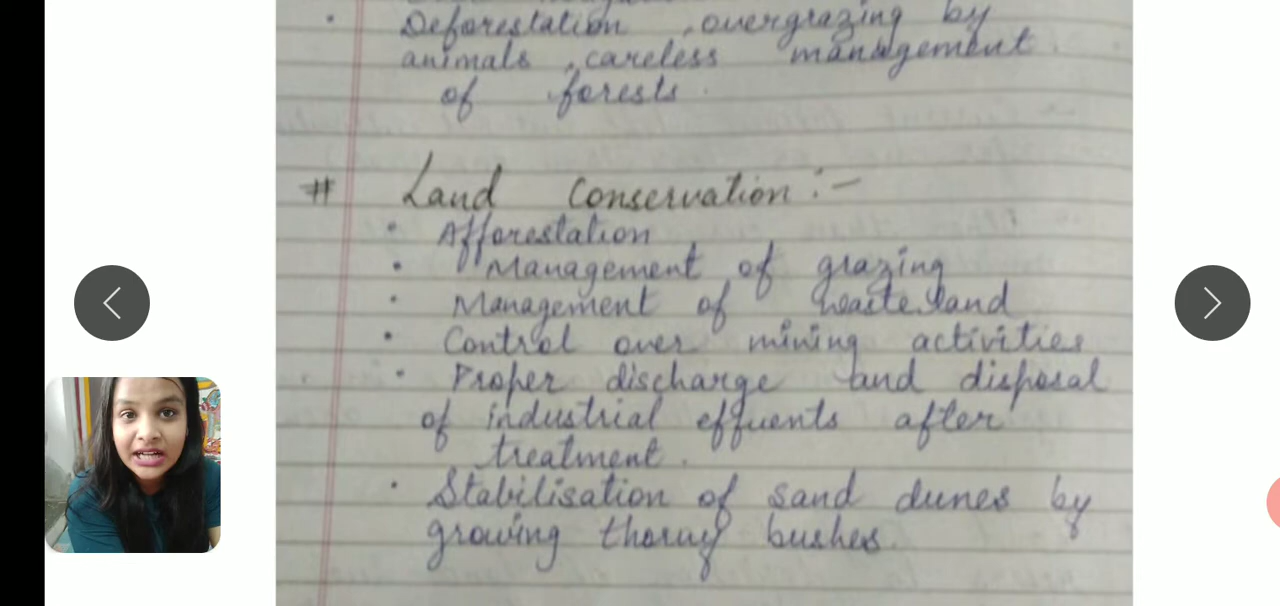 • Deforestation, overgrazing by
animals, careless management
of forests.
# Land Conservation :-
• Afforestation
• Management of grazing
• Management of waste land
• Control over mining activities
• Proper discharge and disposal
of industrial effuents after
treatment.
• Stabilisation of sand dunes by
growing thorny bushes.